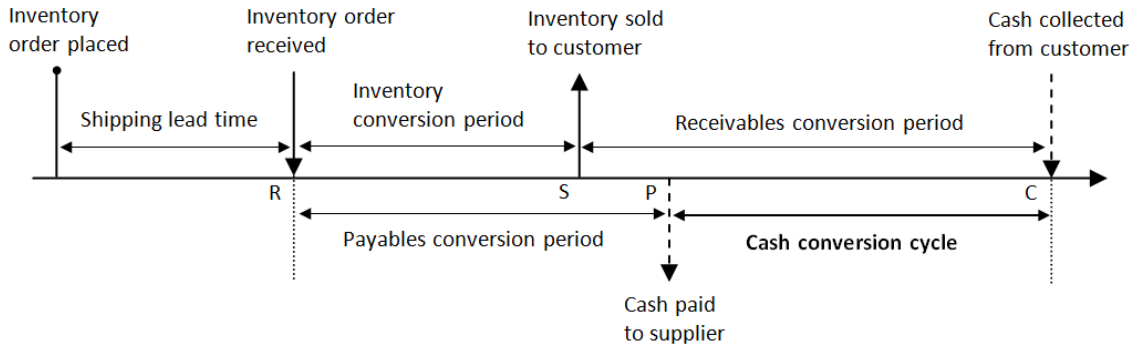 Inventory
order placed
Inventory order
received
Inventory sold
to customer
Cash collected
from customer
Shipping lead time
Inventory
conversion period
Receivables conversion period
R
S
P
C
Payables conversion period
Cash conversion cycle
Cash paid
to supplier